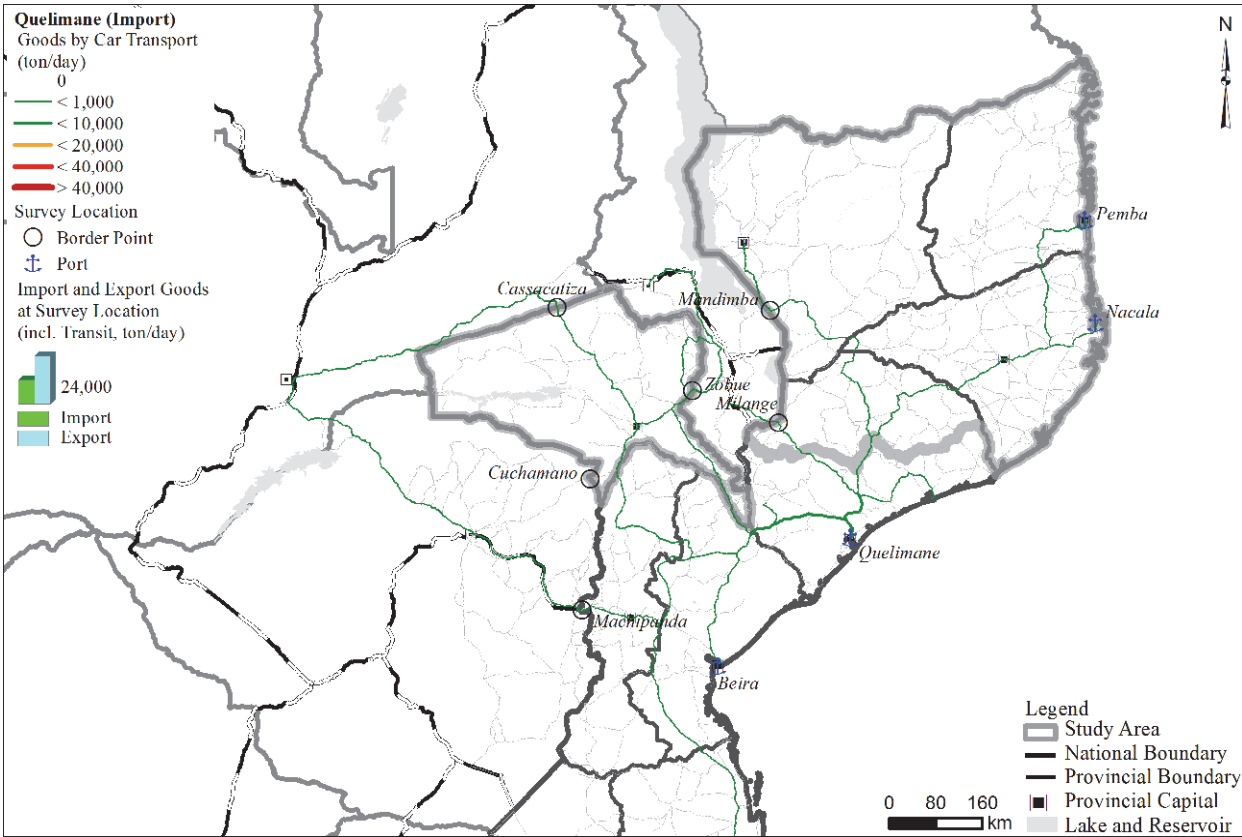 Quelimane (Import)
Goods by Car Transport
(ton/day)
0
< 1,000
< 10,000
< 20,000
< 40,000
> 40,000
Survey Location
Border Point
Port
Import and Export Goods
at Survey Location
(incl. Transit, ton/day)
24,000
Import
Export
N
Pemba
Cassacatiza
Mandimba
Nacala
Zobue
Milange
Cuchamano
Quelimane
Machipanda
Beira
Legend
Study Area
National Boundary
Provincial Boundary
Provincial Capital
Lake and Reservoir
0 80 160
km